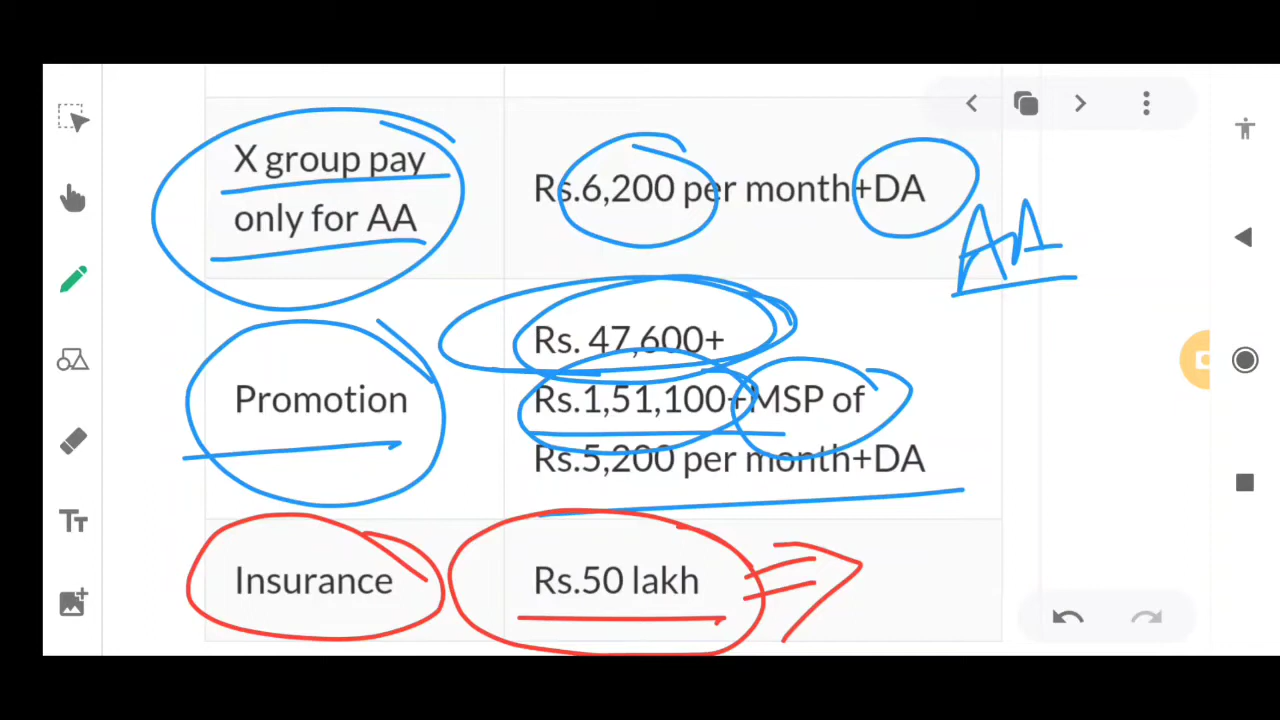 X group pay
only for AA
Rs.6,200 per month+DA
AA
Promotion
Rs. 47,600+
Rs.1,51,100+MSP of
Rs.5,200 per month+DA
Insurance
Rs.50 lakh
Tт